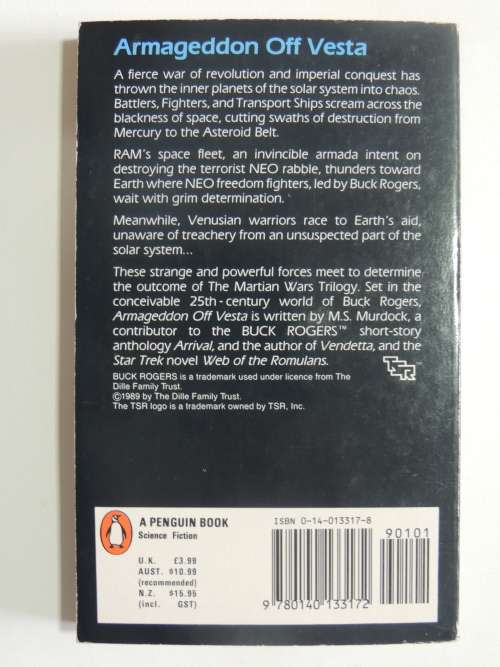 Armageddon Off Vesta
A fierce war of revolution and imperial conquest has
thrown the inner planets of the solar system into chaos.
Battlers, Fighters, and Transport Ships scream across the
blackness of space, cutting swaths of destruction from
Mercury to the Asteroid Belt.
RAM's space fleet, an invincible armada intent on
destroying the terrorist NEO rabble, thunders toward
Earth where NEO freedom fighters, led by Buck Rogers,
wait with grim determination.
Meanwhile, Venusian warriors race to Earth's aid,
unaware of treachery from an unsuspected part of the
solar system...
These strange and powerful forces meet to determine
the outcome of The Martian Wars Trilogy. Set in the
conceivable 25th-century world of Buck Rogers,
Armageddon Off Vesta is written by M.S. Murdock, a
contributor to the BUCK ROGERS™ short-story
anthology Arrival, and the author of Vendetta, and the
Star Trek novel Web of the Romulans.
TSR
BUCK ROGERS is a trademark used under licence from The
Dille Family Trust.
©1989 by The Dille Family Trust.
The TSR logo is a trademark owned by TSR, Inc.
A PENGUIN BOOK
Science Fiction
U.K. £3.99
AUST. $10.99
(recommended)
N.Z. $15.95
(incl. GST)
ISBN 0-14-013317-8
90101
9 780140 133172